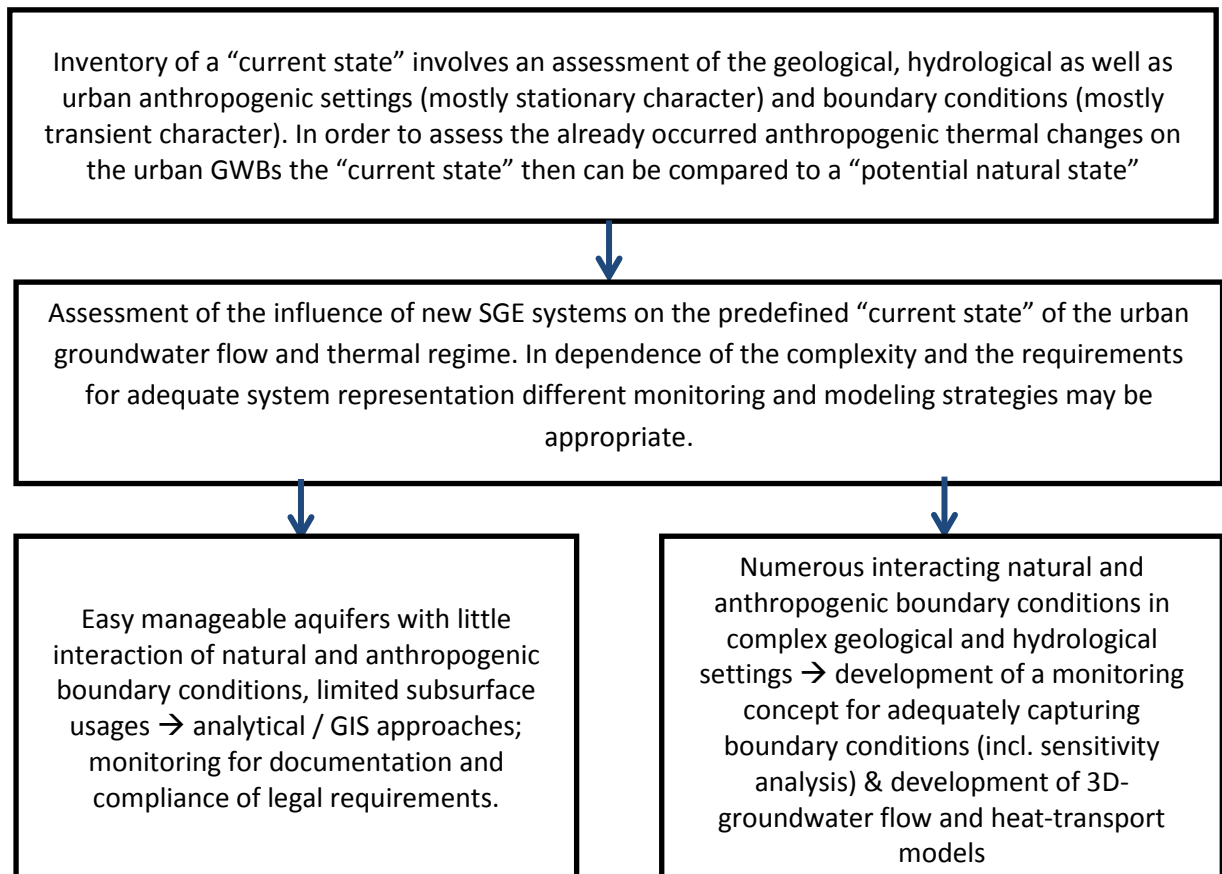 Inventory of a “current state” involves an assessment of the geological, hydrological as well as
urban anthropogenic settings (mostly stationary character) and boundary conditions (mostly
transient character). In order to assess the already occurred anthropogenic thermal changes on
the urban GWBs the “current state” then can be compared to a “potential natural state”
Assessment of the influence of new SGE systems on the predefined “current state” of the urban
groundwater flow and thermal regime. In dependence of the complexity and the requirements
for adequate system representation different monitoring and modeling strategies may be
appropriate.
Easy manageable aquifers with little
interaction of natural and anthropogenic
boundary conditions, limited subsurface
usages → analytical / GIS approaches;
monitoring for documentation and
compliance of legal requirements.
Numerous interacting natural and
anthropogenic boundary conditions in
complex geological and hydrological
settings → development of a monitoring
concept for adequately capturing
boundary conditions (incl. sensitivity
analysis) & development of 3D-
groundwater flow and heat-transport
models